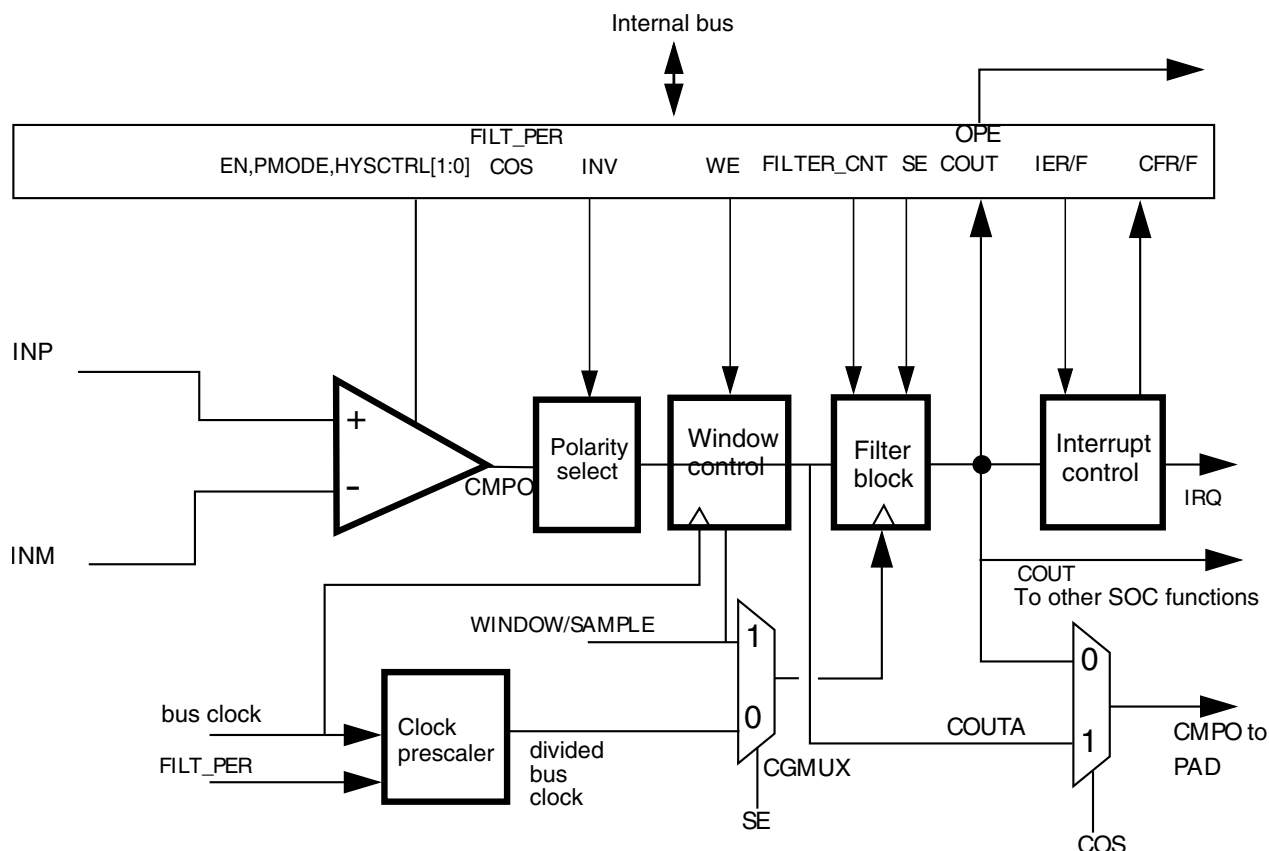 Internal bus
FILT_PER
OPE
EN,PMODE,HYSCTRL[1:0]
COS
INV
WE
FILTER_CNT
SE
COUT
IER/F
CFR/F
INP
+
-
INM
CMPO
Polarity
select
Window
control
Filter
block
Interrupt
control
IRQ
COUT
To other SOC functions
WINDOW/SAMPLE
1
0
bus clock
FILT_PER
Clock
prescaler
divided
bus
clock
CGMUX
SE
COUTA
0
1
CMPO to
PAD
COS